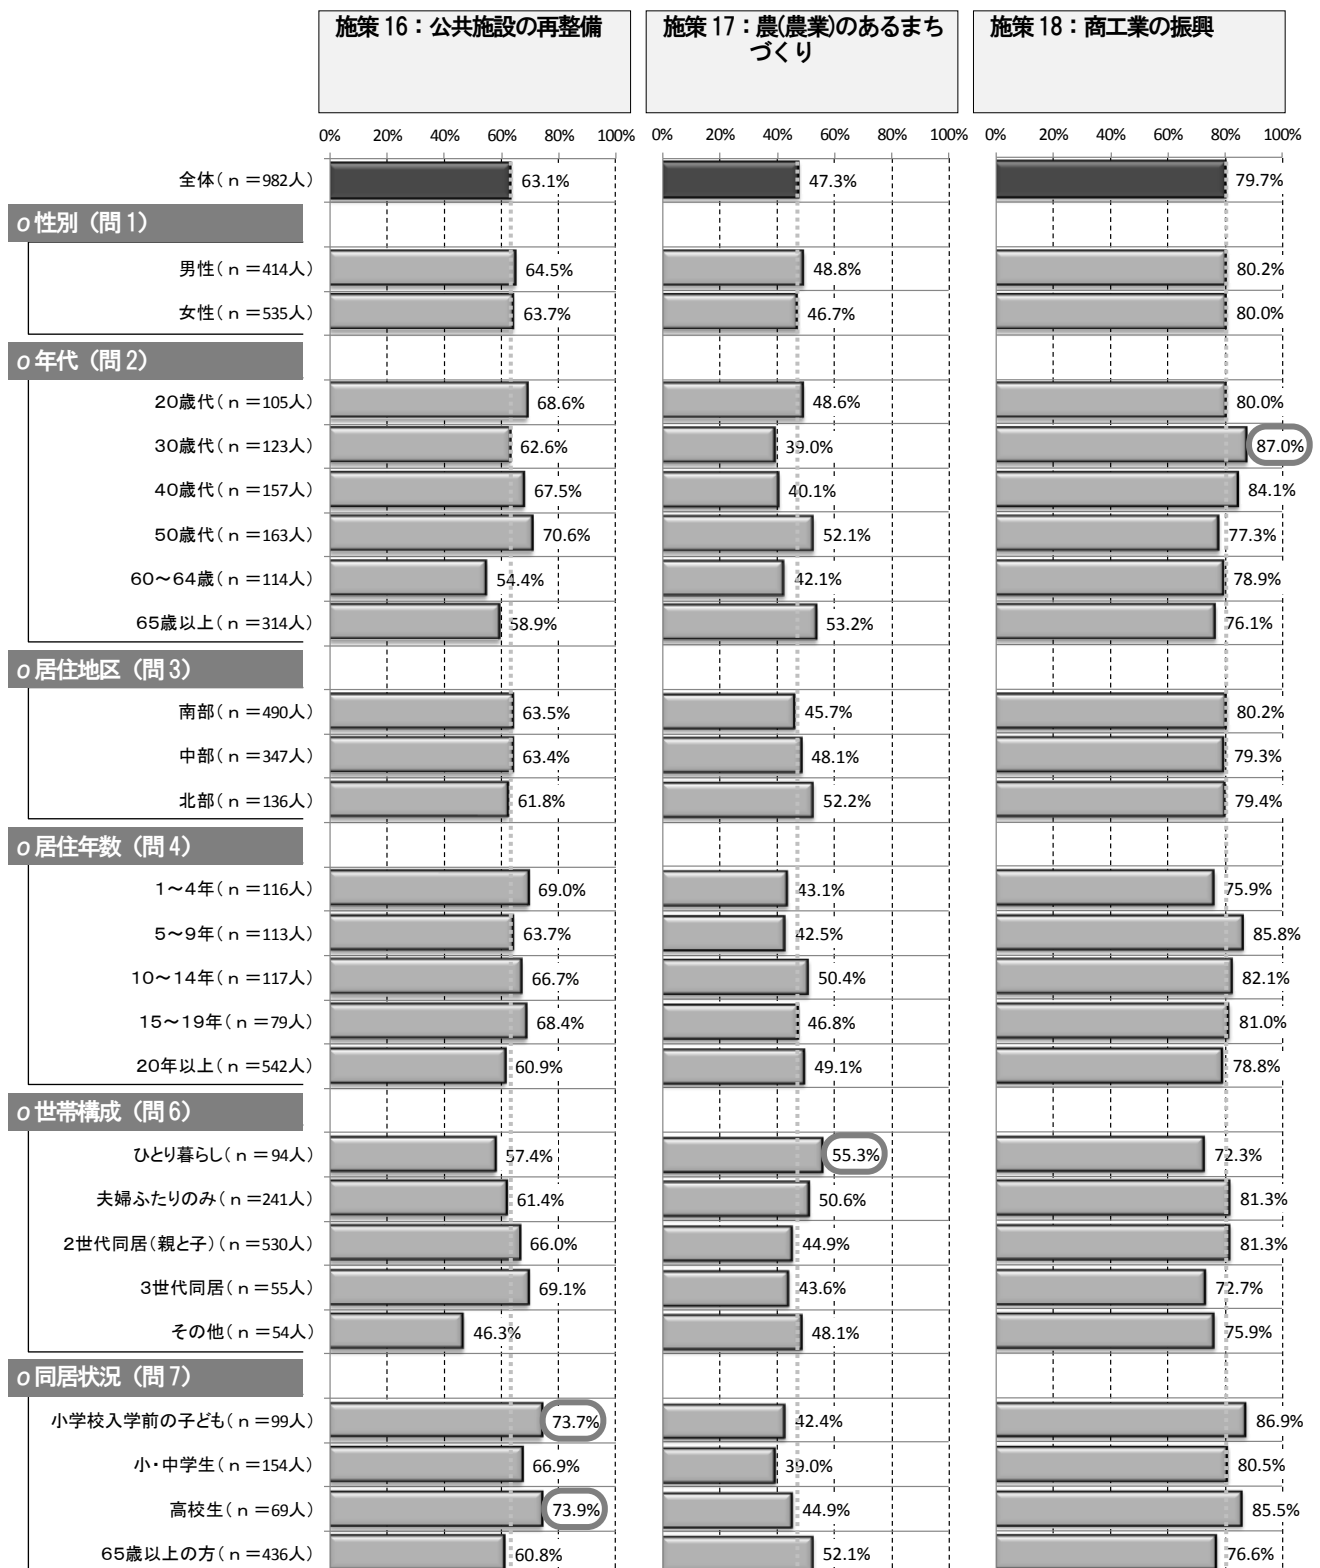 施策16：公共施設の再整備
施策17：農(農業)のあるまち
づくり
施策18：商工業の振興
0% 20% 40% 60% 80% 100% 0% 20% 40% 60% 80% 100% 0% 20% 40% 60% 80% 100%
全体(n=982人) 63.1% 47.3% 79.7%
o 性別（問1）
男性(n=414人) 64.5% 48.8% 80.2%
女性(n=535人) 63.7% 46.7% 80.0%
o 年代（問2）
20歳代(n=105人) 68.6% 48.6% 80.0%
30歳代(n=123人) 62.6% 39.0% 87.0%
40歳代(n=157人) 67.5% 40.1% 84.1%
50歳代(n=163人) 70.6% 52.1% 77.3%
60～64歳(n=114人) 54.4% 42.1% 78.9%
65歳以上(n=314人) 58.9% 53.2% 76.1%
o 居住地区（問3）
南部(n=490人) 63.5% 45.7% 80.2%
中部(n=347人) 63.4% 48.1% 79.3%
北部(n=136人) 61.8% 52.2% 79.4%
o 居住年数（問4）
1～4年(n=116人) 69.0% 43.1% 75.9%
5～9年(n=113人) 63.7% 42.5% 85.8%
10～14年(n=117人) 66.7% 50.4% 82.1%
15～19年(n=79人) 68.4% 46.8% 81.0%
20年以上(n=542人) 60.9% 49.1% 78.8%
o 世帯構成（問6）
ひとり暮らし(n=94人) 57.4% 55.3% 72.3%
夫婦ふたりのみ(n=241人) 61.4% 50.6% 81.3%
2世代同居(親と子)(n=530人) 66.0% 44.9% 81.3%
3世代同居(n=55人) 69.1% 43.6% 72.7%
その他(n=54人) 46.3% 48.1% 75.9%
o 同居状況（問7）
小学校入学前の子ども(n=99人) 73.7% 42.4% 86.9%
小・中学生(n=154人) 66.9% 39.0% 80.5%
高校生(n=69人) 73.9% 44.9% 85.5%
65歳以上の方(n=436人) 60.8% 52.1% 76.6%